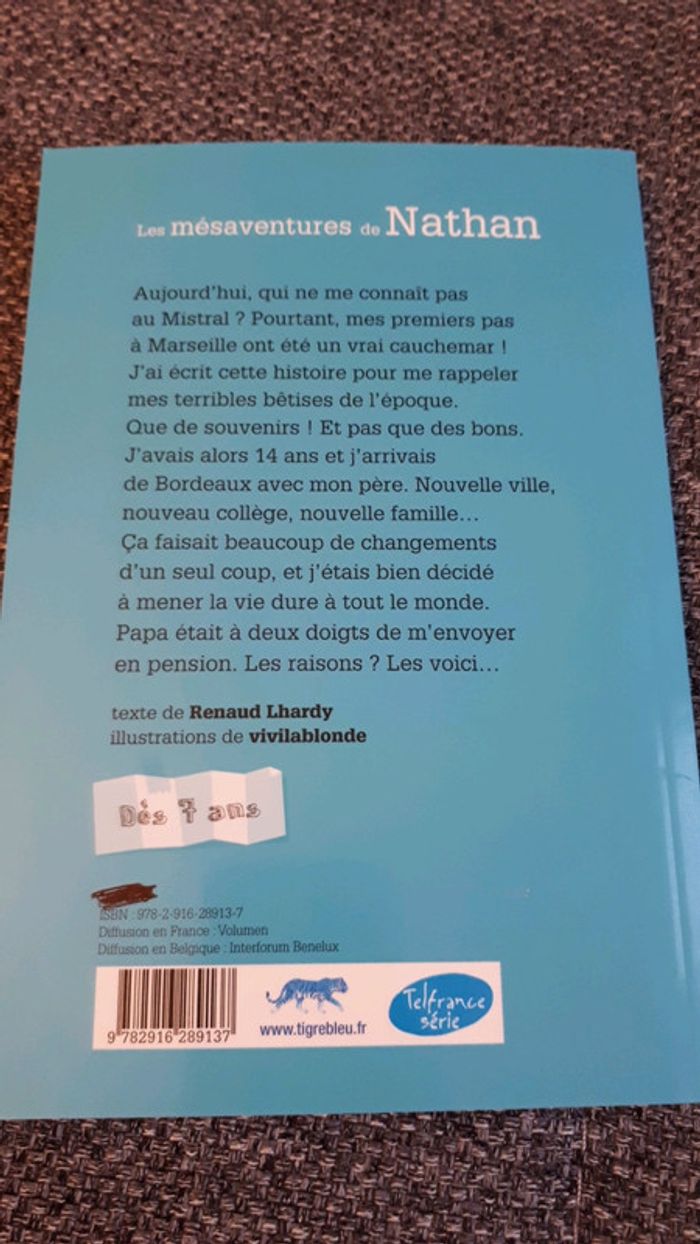 Les mésaventures de Nathan
Aujourd'hui, qui ne me connaît pas
au Mistral ? Pourtant, mes premiers pas
à Marseille ont été un vrai cauchemar !
J'ai écrit cette histoire pour me rappeler
mes terribles bêtises de l'époque.
Que de souvenirs ! Et pas que des bons.
J'avais alors 14 ans et j'arrivais
de Bordeaux avec mon père. Nouvelle ville,
nouveau collège, nouvelle famille...
Ça faisait beaucoup de changements
d'un seul coup, et j'étais bien décidé
à mener la vie dure à tout le monde.
Papa était à deux doigts de m'envoyer
en pension. Les raisons ? Les voici...
texte de Renaud Lhardy
illustrations de vivilablonde
Dés 7 ans
ISBN : 978-2-916-28913-7
Diffusion en France : Volumen
Diffusion en Belgique : Interforum Benelux
9 782916 289137
www.tigrebleu.fr
Telfrance
série